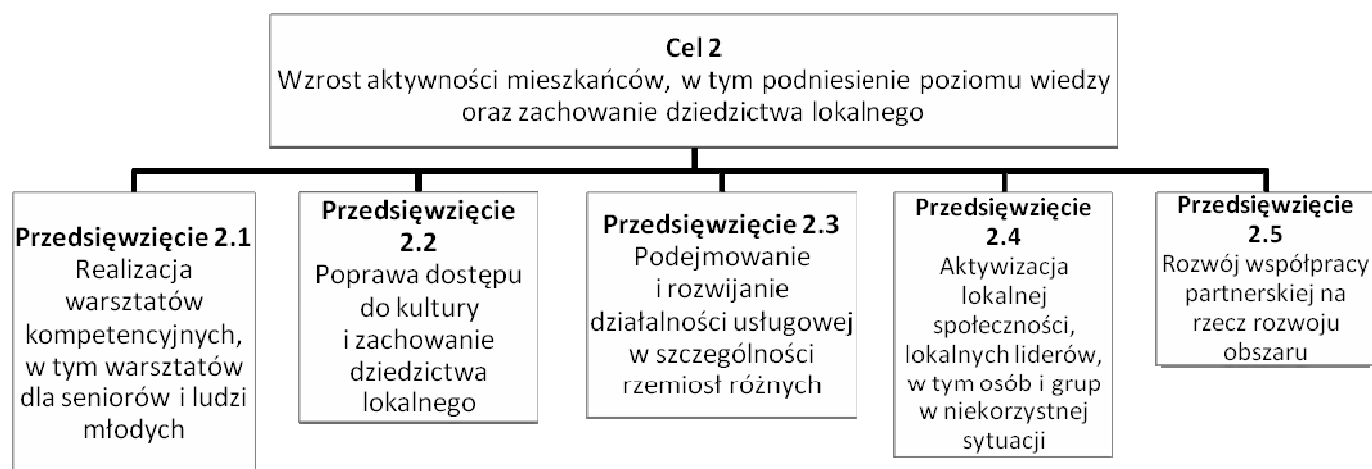 Cel 2
Wzrost aktywności mieszkańców, w tym podniesienie poziomu wiedzy
oraz zachowanie dziedzictwa lokalnego
Przedsięwzięcie 2.1
Realizacja
warsztatów
kompetencyjnych,
w tym warsztatów
dla seniorów i ludzi
młodych
Przedsięwzięcie
2.2
Poprawa dostępu
do kultury
i zachowanie
dziedzictwa
lokalnego
Przedsięwzięcie 2.3
Podejmowanie
i rozwijanie
działalności usługowej
w szczególności
rzemiosł różnych
Przedsięwzięcie
2.4
Aktywizacja
lokalnej
społeczności,
lokalnych liderów,
w tym osób i grup
w niekorzystnej
sytuacji
Przedsięwzięcie
2.5
Rozwój współpracy
partnerskiej na
rzecz rozwoju
obszaru